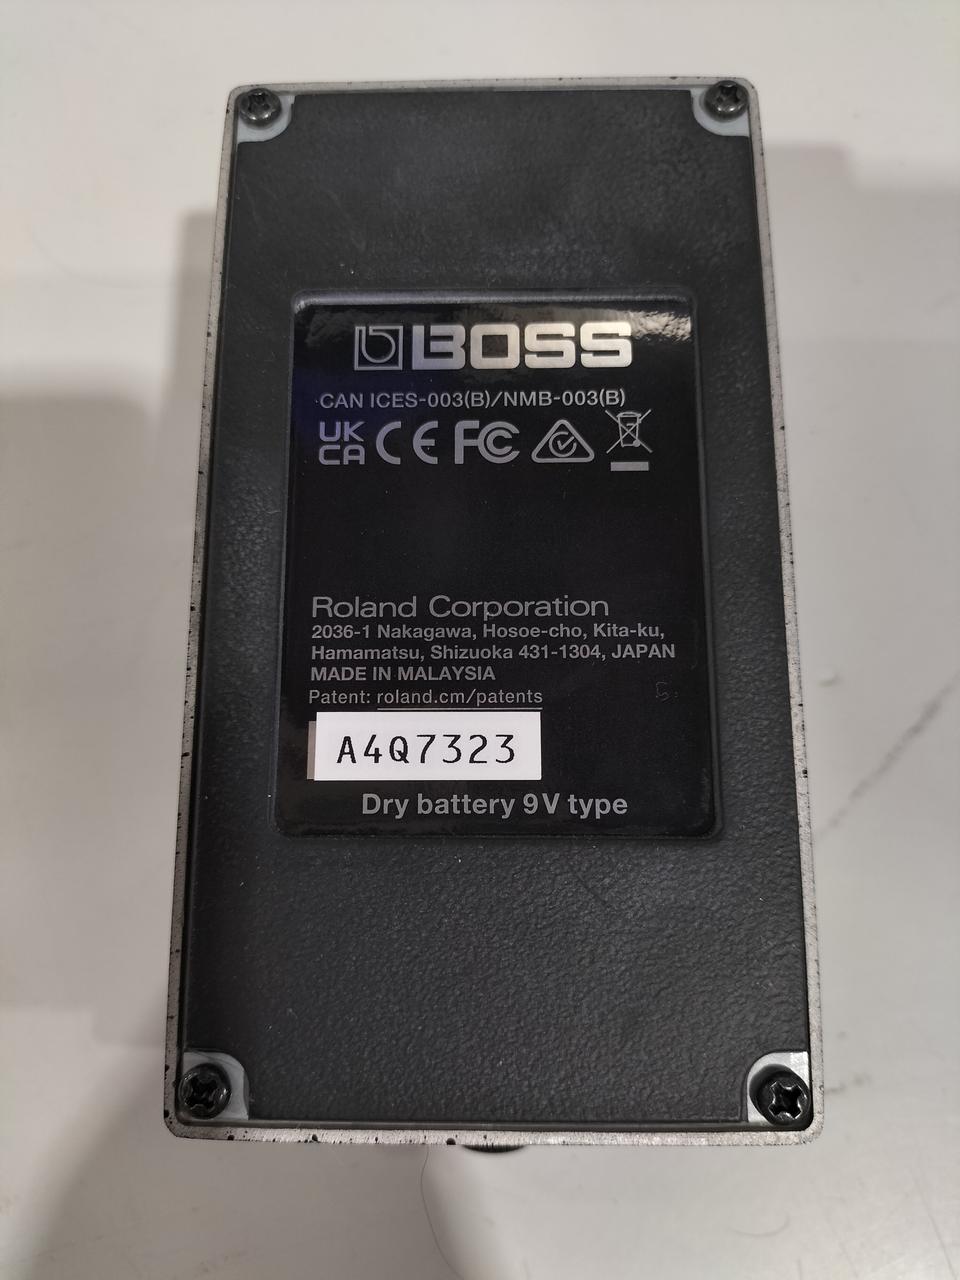 BOSS
CAN ICES-003(B)/NMB-003(B)
UK CA CE FC
Roland Corporation
2036-1 Nakagawa, Hosoe-cho, Kita-ku,
Hamamatsu, Shizuoka 431-1304, JAPAN
MADE IN MALAYSIA
Patent: roland.cm/patents
A4Q7323
Dry battery 9V type